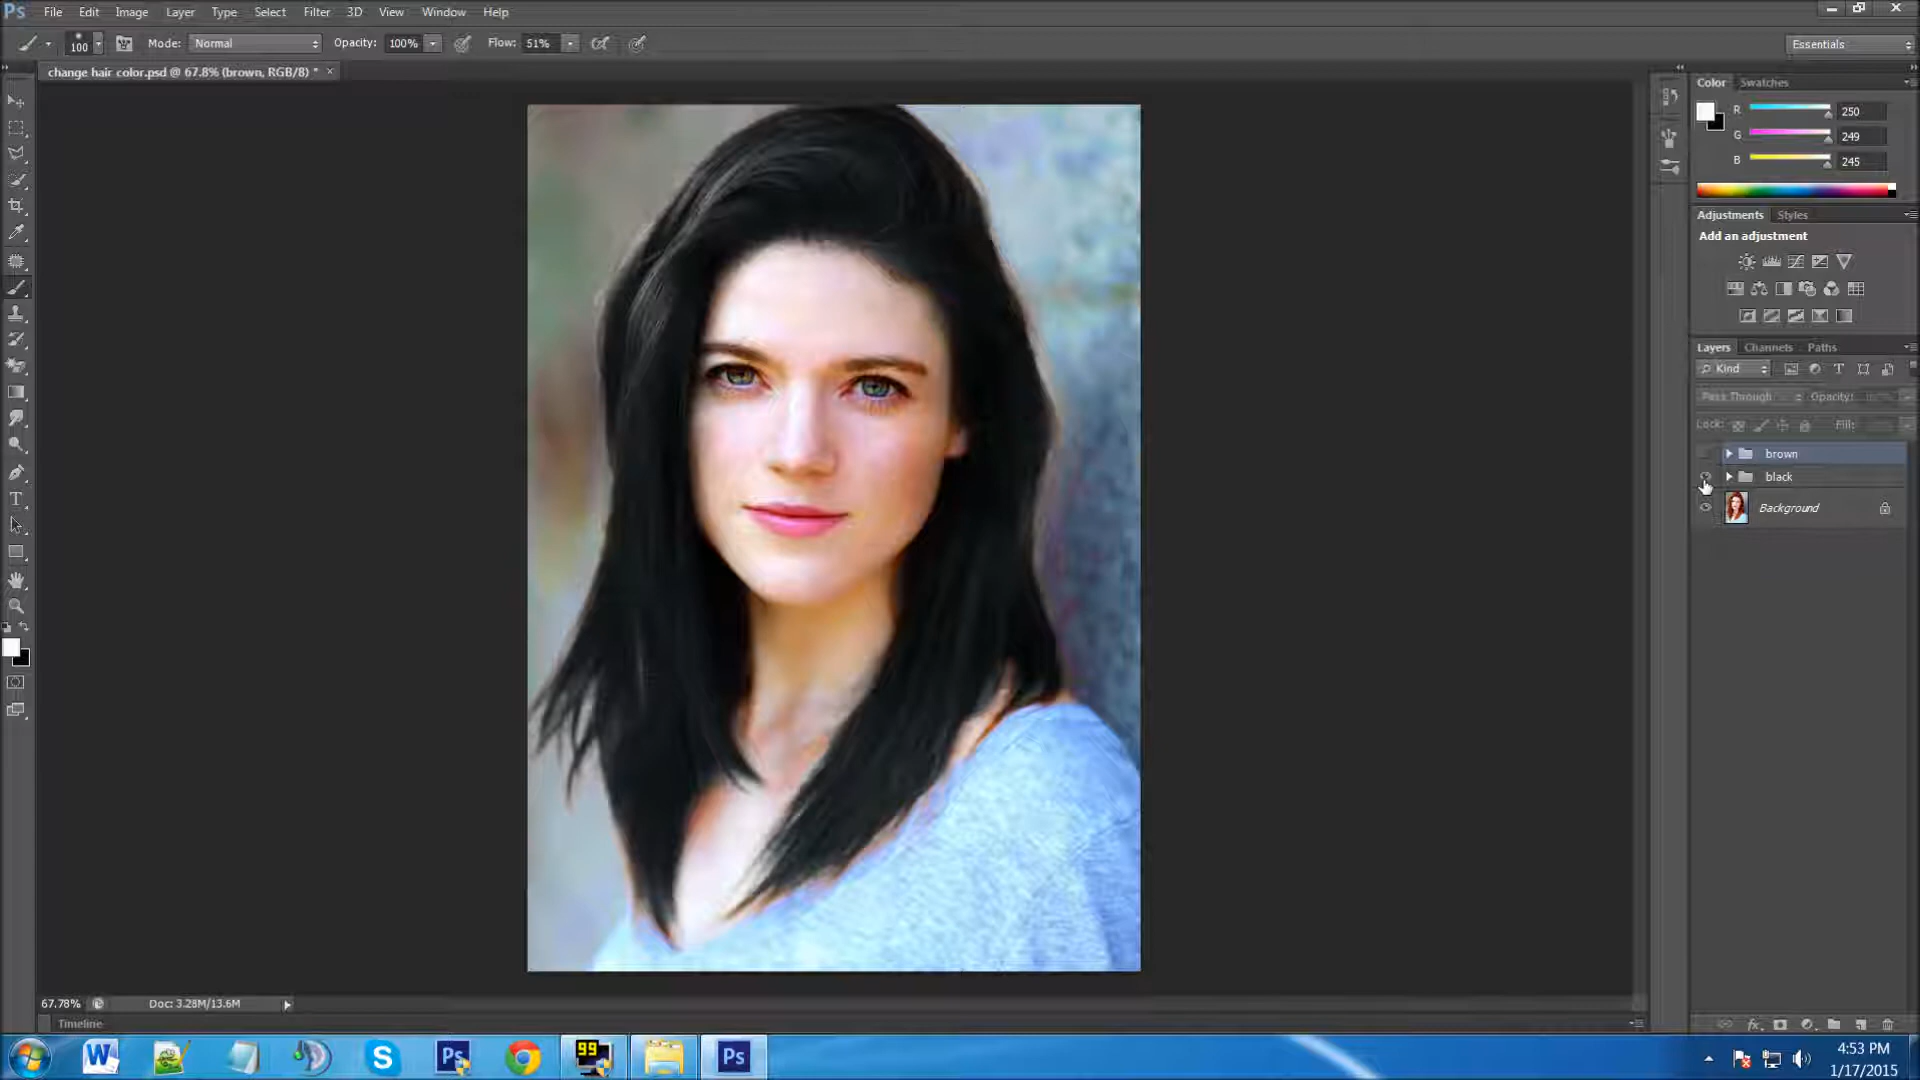 Ps File Edit Image Layer Type Select Filter 3D View Window Help
100 Mode: Normal Opacity: 100% Flow: 51% Essentials
change hair color.psd @ 67.8% (brown, RGB/8) * ×
Color Swatches
R 250
G 249
B 245
Adjustments Styles
Add an adjustment
Layers Channels Paths
Kind
Pass Through Opacity:
Lock: Fill:
brown
black
Background
67.78% Doc: 3.28M/13.6M
Timeline
W S Ps 99 Ps
4:53 PM
1/17/2015